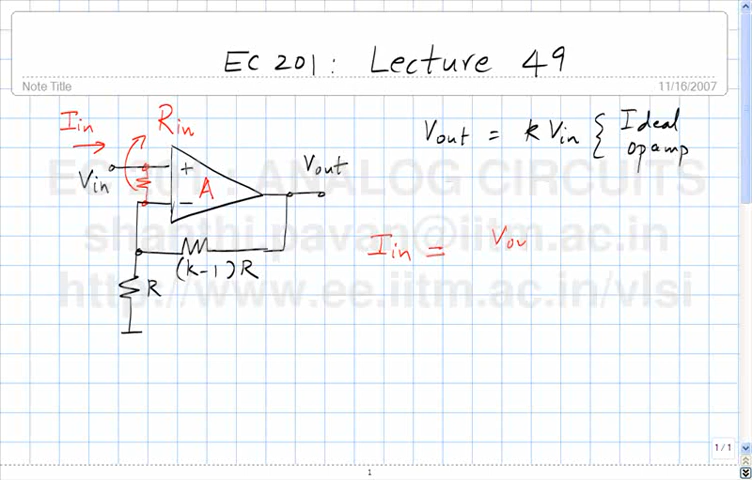 EC 201: Lecture 49
Note Title
11/16/2007
Iin
Rin
Vout = k Vin { Ideal
opamp
Vin
+
−
A
Vout
EC201: ANALOG CIRCUITS
shanthi.pavan@iitm.ac.in
Iin = Vou
(k-1)R
R
http://www.ee.iitm.ac.in/vlsi
1/1
1